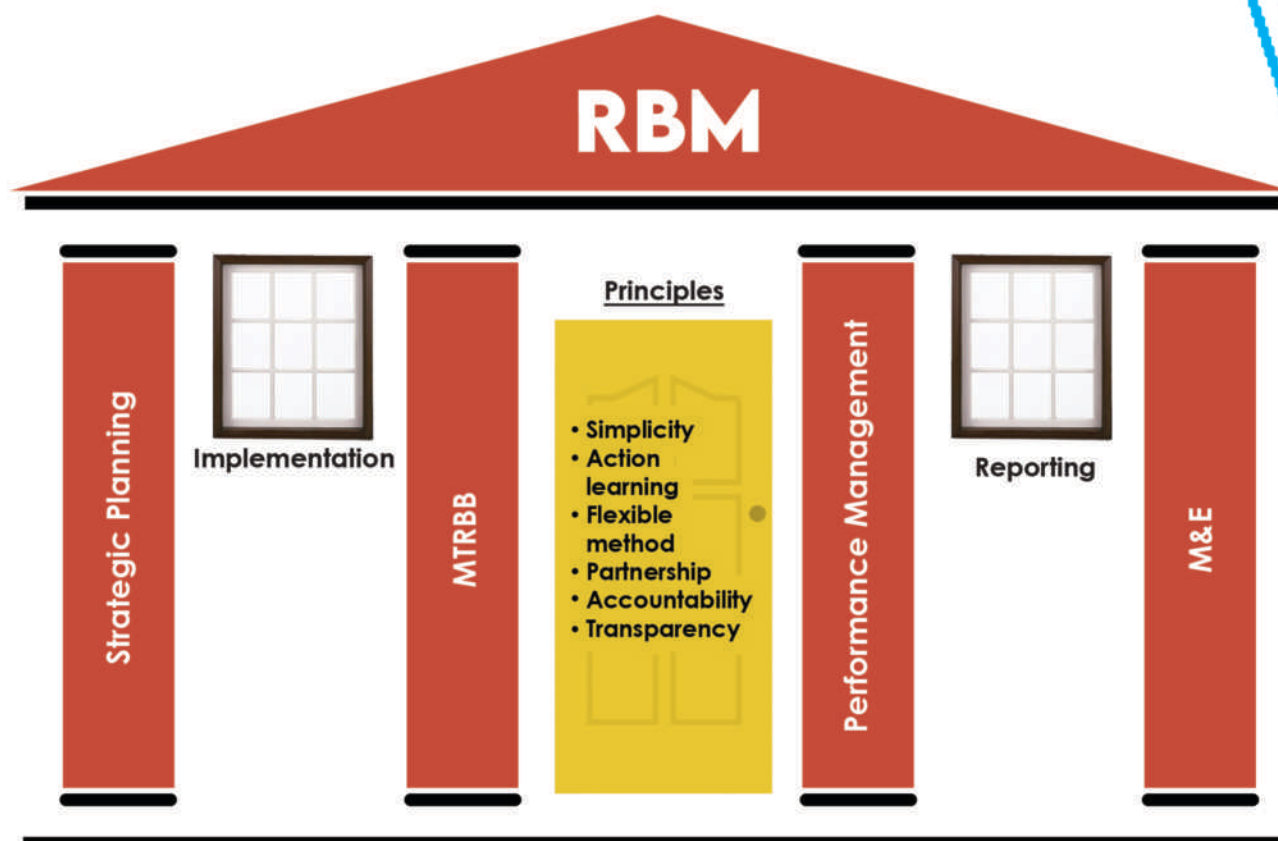 RBM
Strategic Planning
Implementation
MTRBB
Principles
• Simplicity
• Action
learning
• Flexible
method
• Partnership
• Accountability
• Transparency
Performance Management
Reporting
M&E